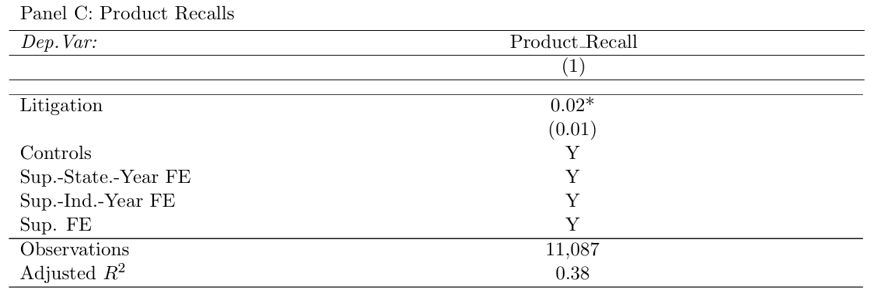 Panel C: Product Recalls
Dep.Var: Product_Recall
(1)
Litigation 0.02*
(0.01)
Controls Y
Sup.-State.-Year FE Y
Sup.-Ind.-Year FE Y
Sup. FE Y
Observations 11,087
Adjusted R² 0.38